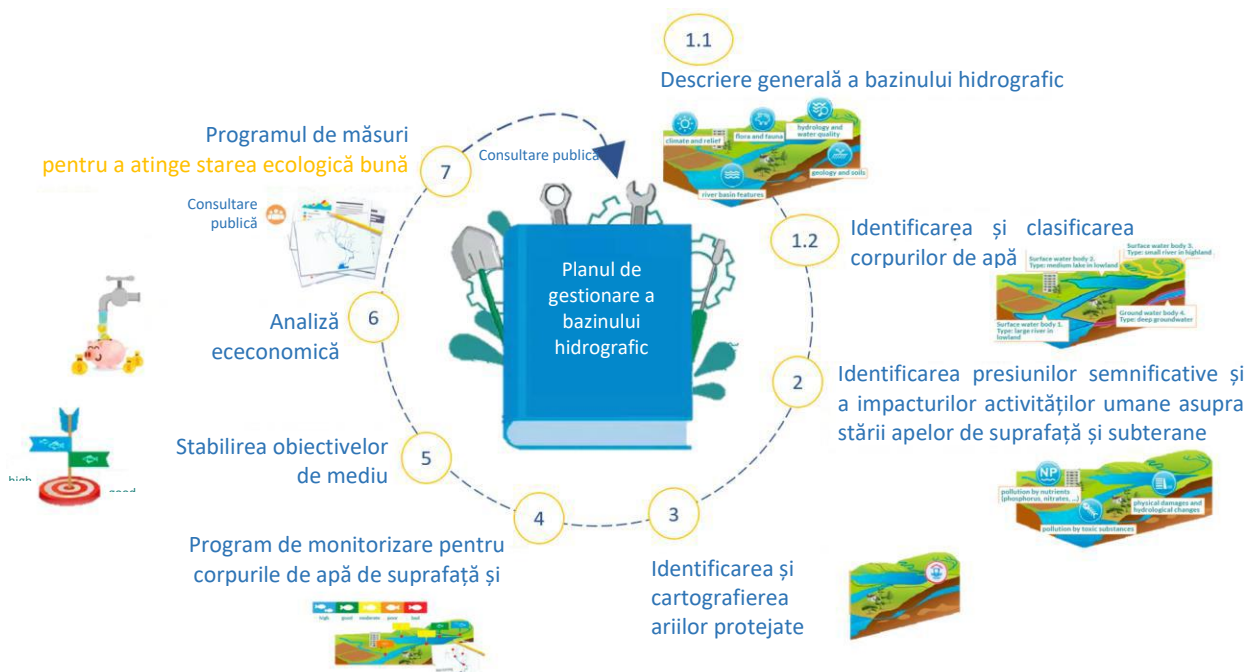 1.1
Descriere generală a bazinului hidrografic
climate and relief
flora and fauna
hydrology and
water quality
geology and soils
river basin features
1.2
Identificarea și clasificarea
corpurilor de apă
Surface water body 3.
Type: small river in highland
Surface water body 2.
Type: medium lake in lowland
Surface water body 1.
Type: large river in
lowland
Ground water body 4.
Type: deep groundwater
2
Identificarea presiunilor semnificative și
a impacturilor activităților umane asupra
stării apelor de suprafață și subterane
NP
pollution by nutrients
(phosphorus, nitrates, ...)
physical damages and
hydrological changes
pollution by toxic substances
3
Identificarea și
cartografierea
ariilor protejate
4
Program de monitorizare pentru
corpurile de apă de suprafață și
high
good
moderate
poor
bad
5
Stabilirea obiectivelor
de mediu
high
good
6
Analiză
ececonomică
7
Programul de măsuri
pentru a atinge starea ecologică bună
Consultare
publică
Consultare publică
Planul de
gestionare a
bazinului
hidrografic